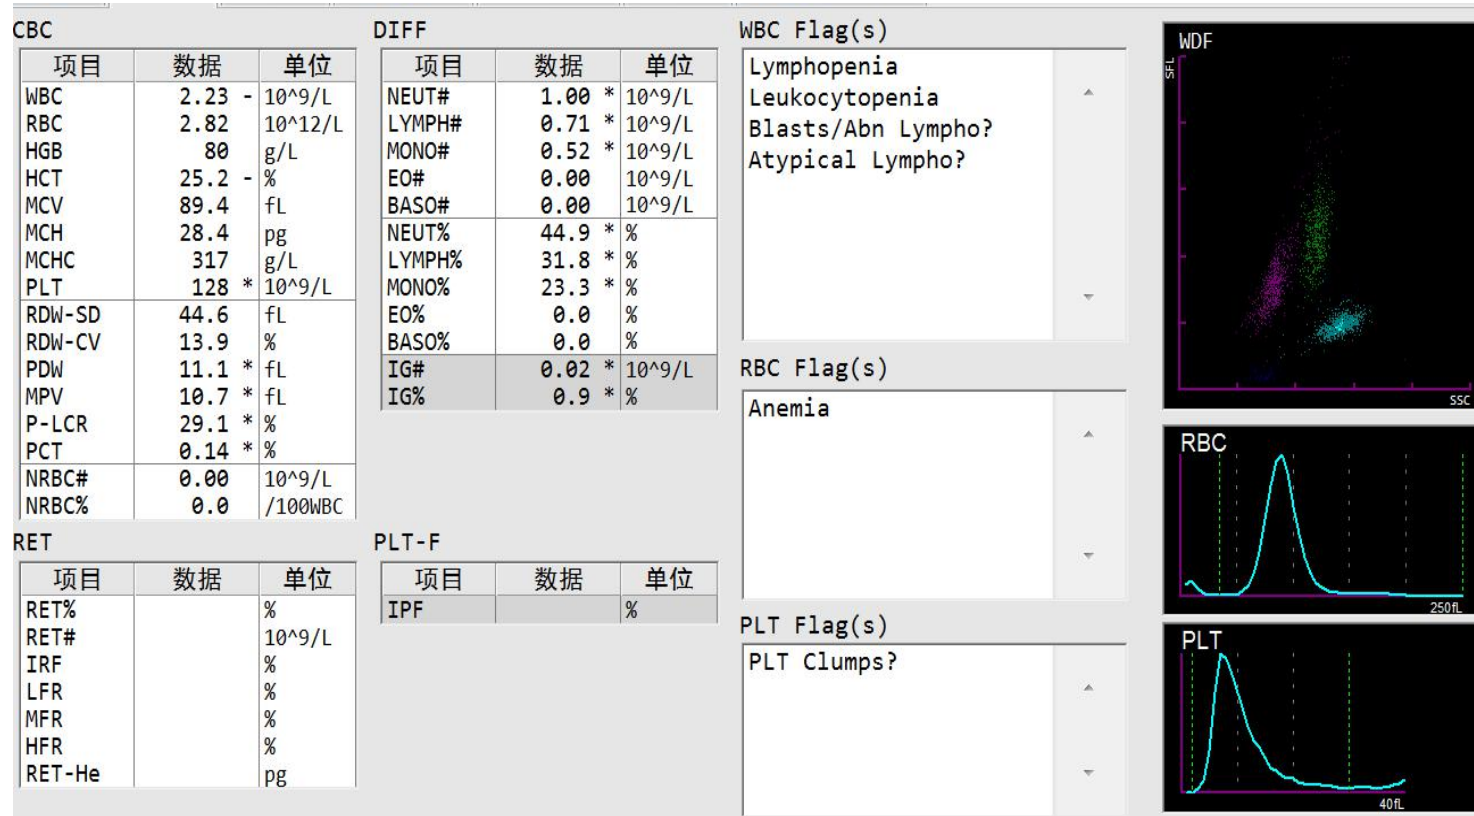 CBC
项目 数据 单位
WBC 2.23 - 10^9/L
RBC 2.82 10^12/L
HGB 80 g/L
HCT 25.2 - %
MCV 89.4 fL
MCH 28.4 pg
MCHC 317 g/L
PLT 128 * 10^9/L
RDW-SD 44.6 fL
RDW-CV 13.9 %
PDW 11.1 * fL
MPV 10.7 * fL
P-LCR 29.1 * %
PCT 0.14 * %
NRBC# 0.00 10^9/L
NRBC% 0.0 /100WBC
RET
项目 数据 单位
RET% %
RET# 10^9/L
IRF %
LFR %
MFR %
HFR %
RET-He pg
DIFF
项目 数据 单位
NEUT# 1.00 * 10^9/L
LYMPH# 0.71 * 10^9/L
MONO# 0.52 * 10^9/L
EO# 0.00 10^9/L
BASO# 0.00 10^9/L
NEUT% 44.9 * %
LYMPH% 31.8 * %
MONO% 23.3 * %
EO% 0.0 %
BASO% 0.0 %
IG# 0.02 * 10^9/L
IG% 0.9 * %
PLT-F
项目 数据 单位
IPF %
WBC Flag(s)
Lymphopenia
Leukocytopenia
Blasts/Abn Lympho?
Atypical Lympho?
RBC Flag(s)
Anemia
PLT Flag(s)
PLT Clumps?
WDF
SFL
SSC
RBC
250fL
PLT
40fL